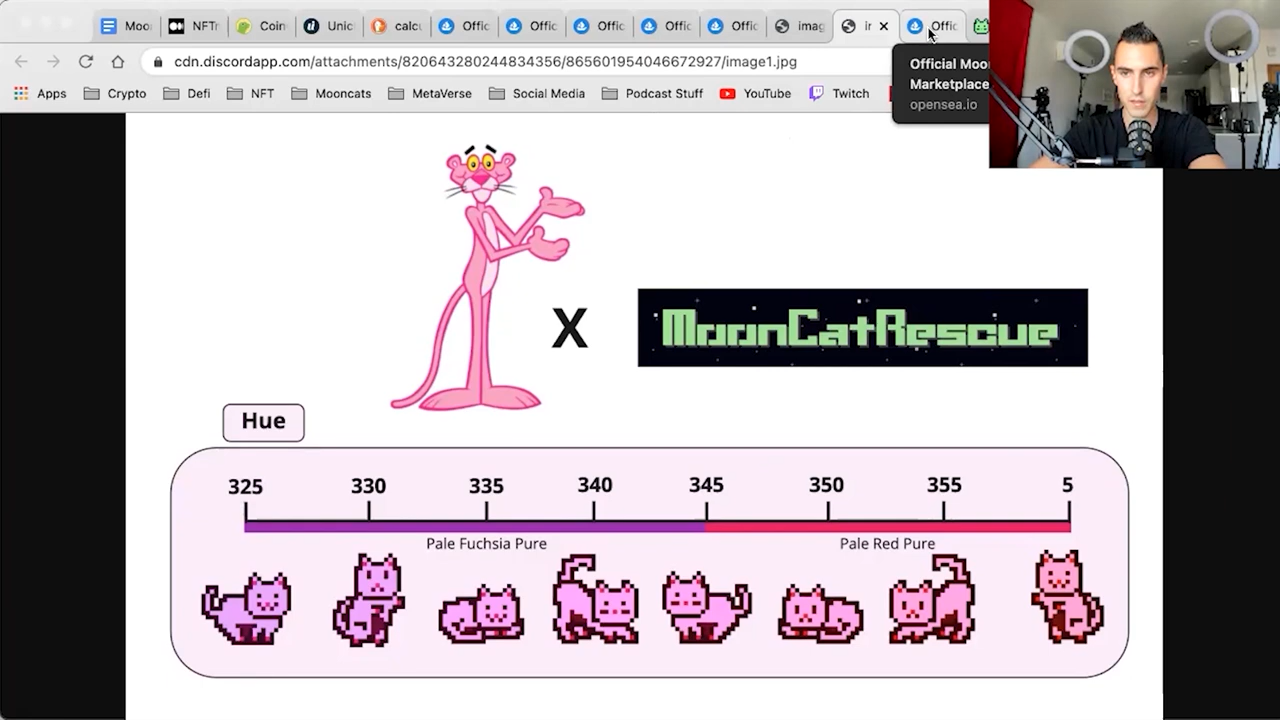 Moo NFTr Coin Unic calcu Offic Offic Offic Offic Offic imag ir Offic
cdn.discordapp.com/attachments/820643280244834356/865601954046672927/image1.jpg
Apps Crypto Defi NFT Mooncats MetaVerse Social Media Podcast Stuff YouTube Twitch
Official Moo
Marketplace
opensea.io
X
MoonCatRescue
Hue
325 330 335 340 345 350 355 5
Pale Fuchsia Pure Pale Red Pure